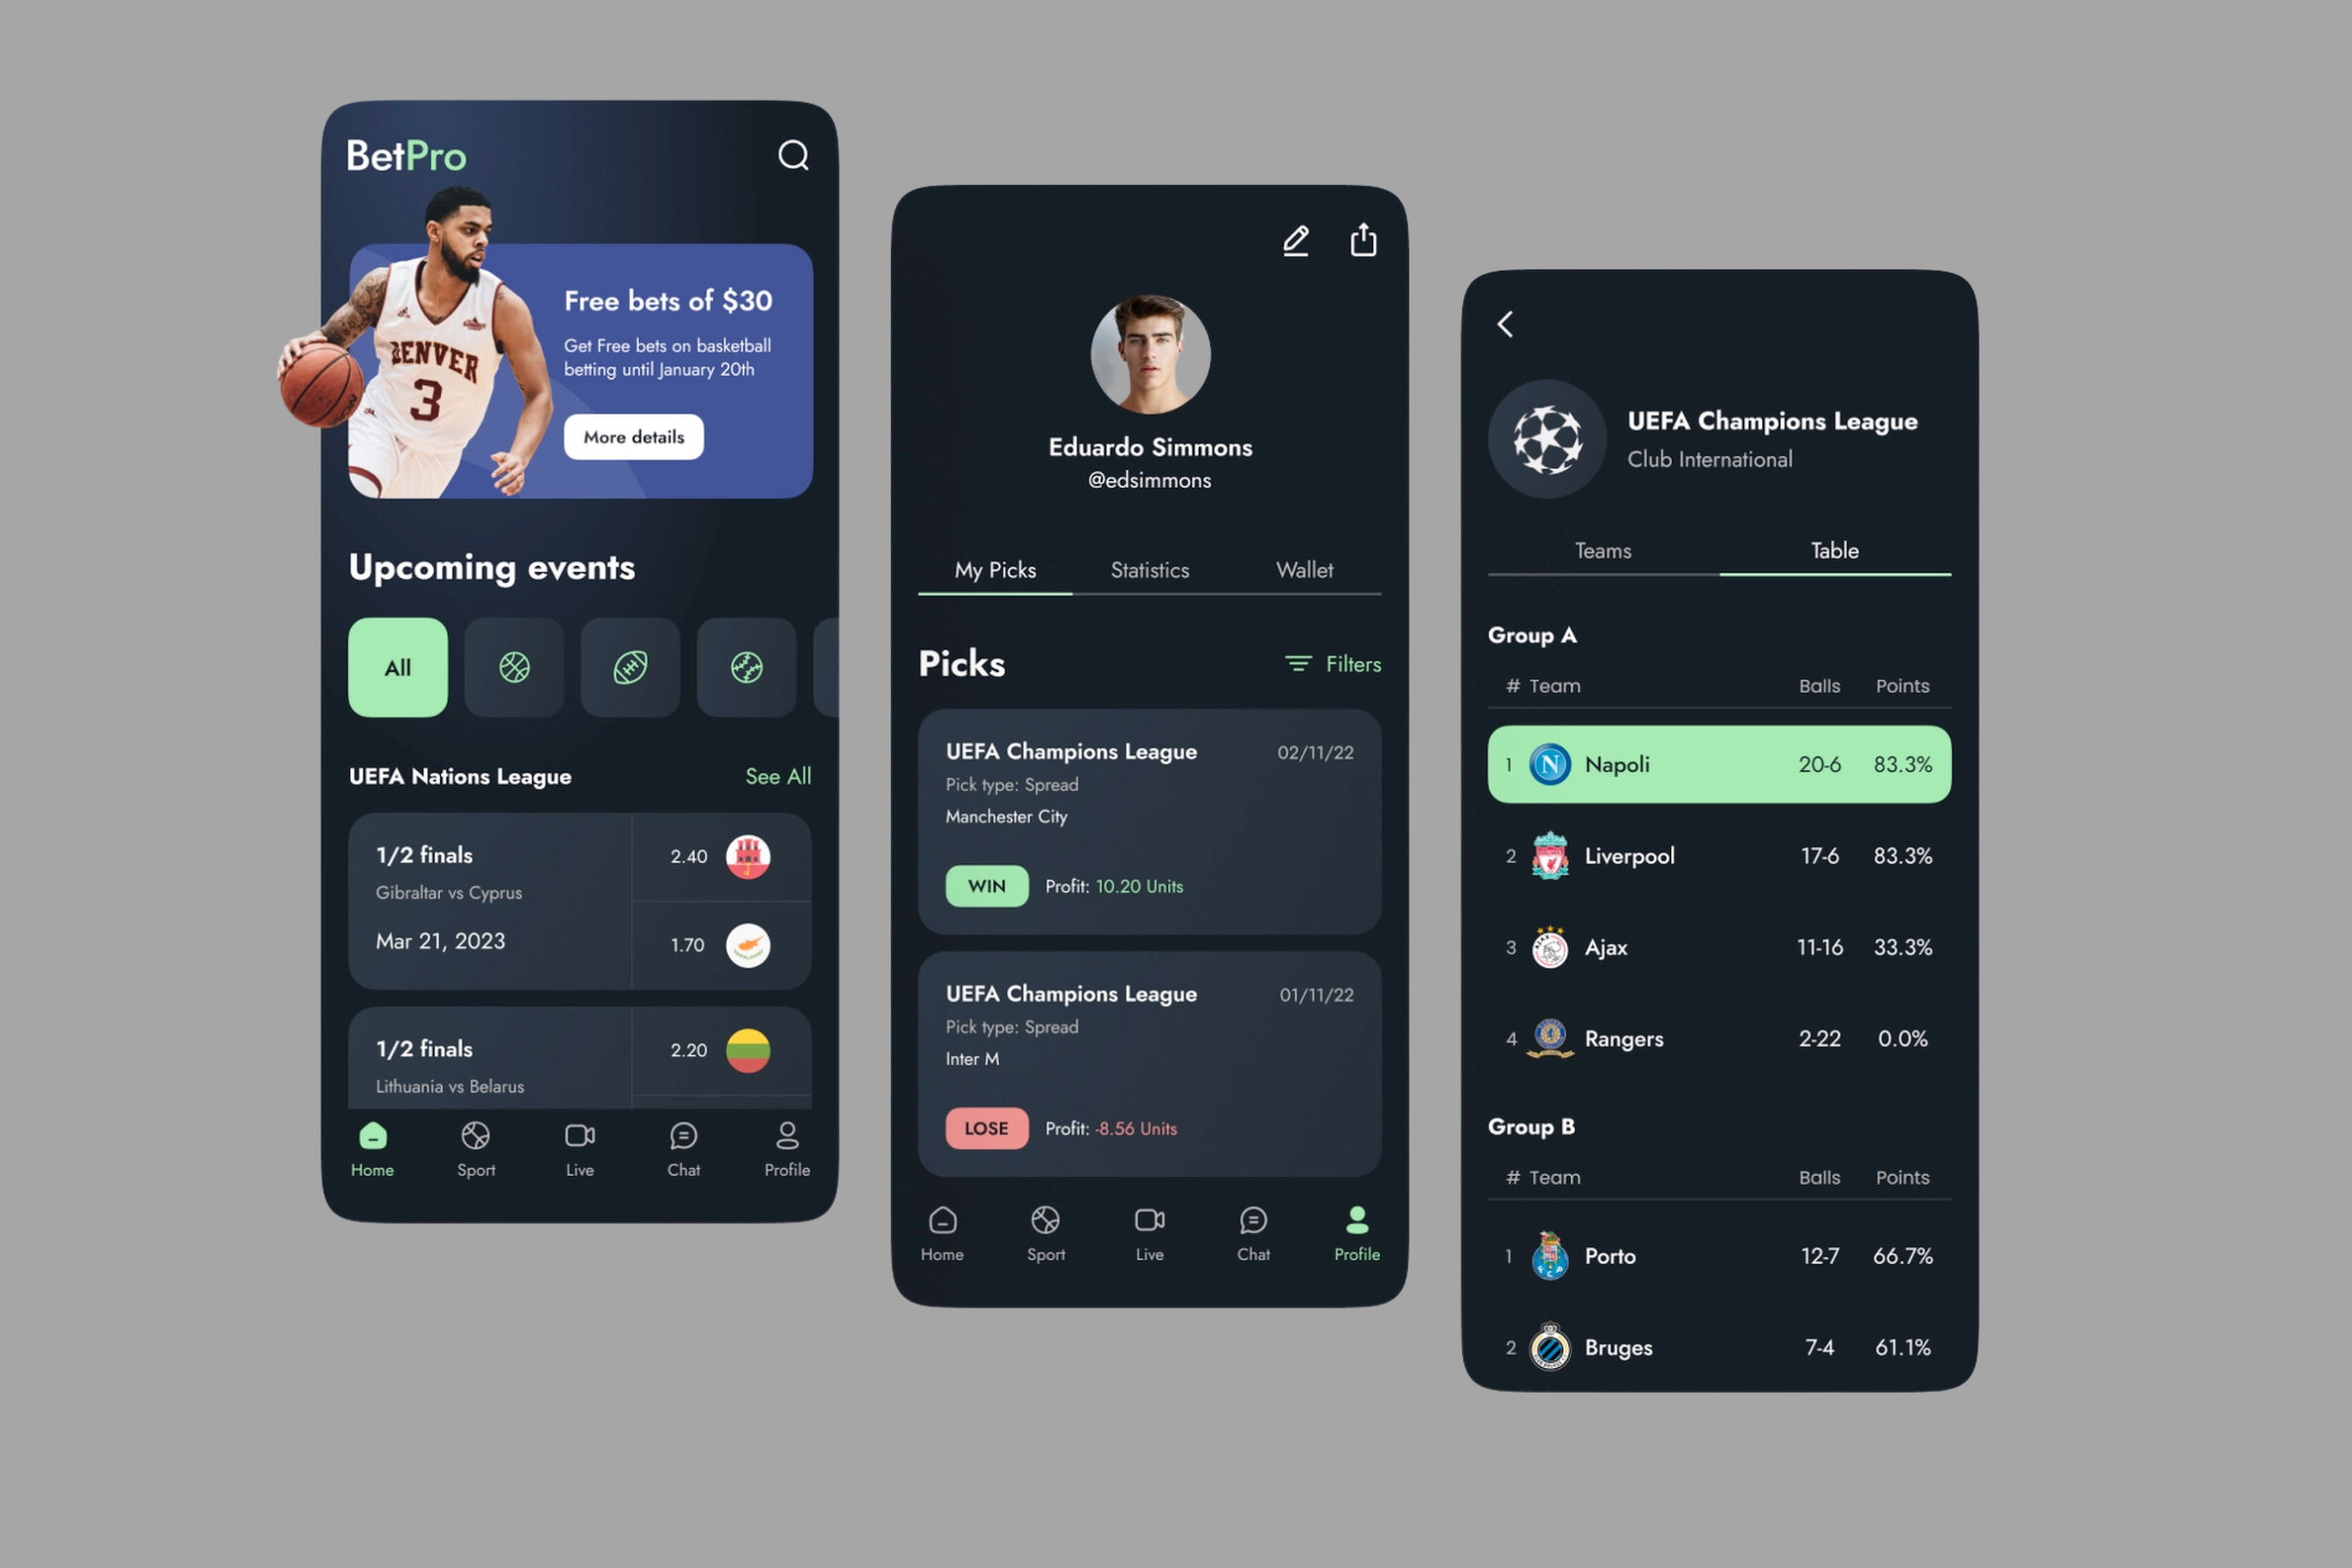 BetPro
Free bets of $30
Get Free bets on basketball
betting until January 20th
DENVER
3
More details
Upcoming events
All
UEFA Nations League See All
1/2 finals
Gibraltar vs Cyprus
Mar 21, 2023
2.40
1.70
1/2 finals
Lithuania vs Belarus
2.20
Home Sport Live Chat Profile
Eduardo Simmons
@edsimmons
My Picks Statistics Wallet
Picks Filters
UEFA Champions League 02/11/22
Pick type: Spread
Manchester City
WIN Profit: 10.20 Units
UEFA Champions League 01/11/22
Pick type: Spread
Inter M
LOSE Profit: -8.56 Units
Home Sport Live Chat Profile
UEFA Champions League
Club International
Teams Table
Group A
# Team Balls Points
1 N Napoli 20-6 83.3%
2 Liverpool 17-6 83.3%
3 Ajax 11-16 33.3%
4 Rangers 2-22 0.0%
Group B
# Team Balls Points
1 Porto 12-7 66.7%
2 Bruges 7-4 61.1%